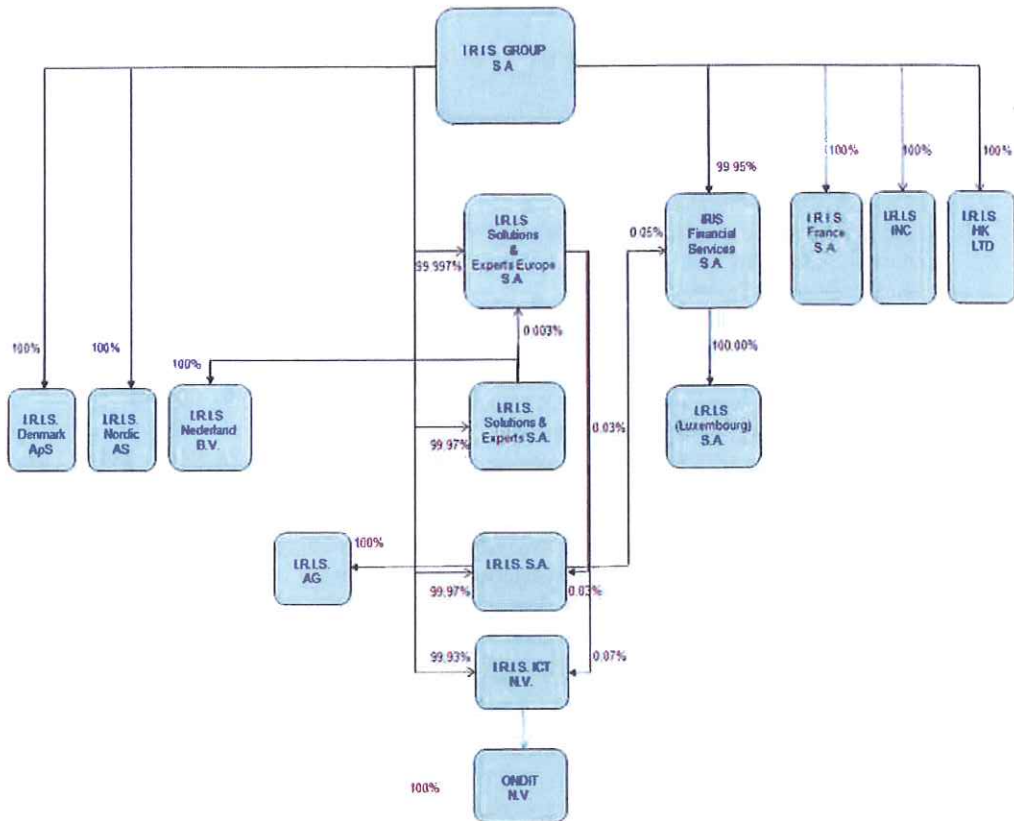 I.R.I.S. GROUP
S.A.
99.95%
100%
100%
100%
I.R.I.S
Solutions
&
Experts Europe
S.A.
IRIS
Financial
Services
S.A.
I.R.I.S
France
S.A.
I.R.I.S
INC
I.R.I.S
HK
LTD
0.05%
99.997%
0.003%
100%
100%
100%
100.00%
I.R.I.S.
Denmark
ApS
I.R.I.S.
Nordic
AS
I.R.I.S
Nederland
B.V.
I.R.I.S.
Solutions &
Experts S.A.
I.R.I.S
(Luxembourg)
S.A.
99.97%
0.03%
100%
I.R.I.S.
AG
I.R.I.S. S.A.
99.97%
0.03%
99.93%
0.07%
I.R.I.S. ICT
N.V.
100%
ONDIT
N.V